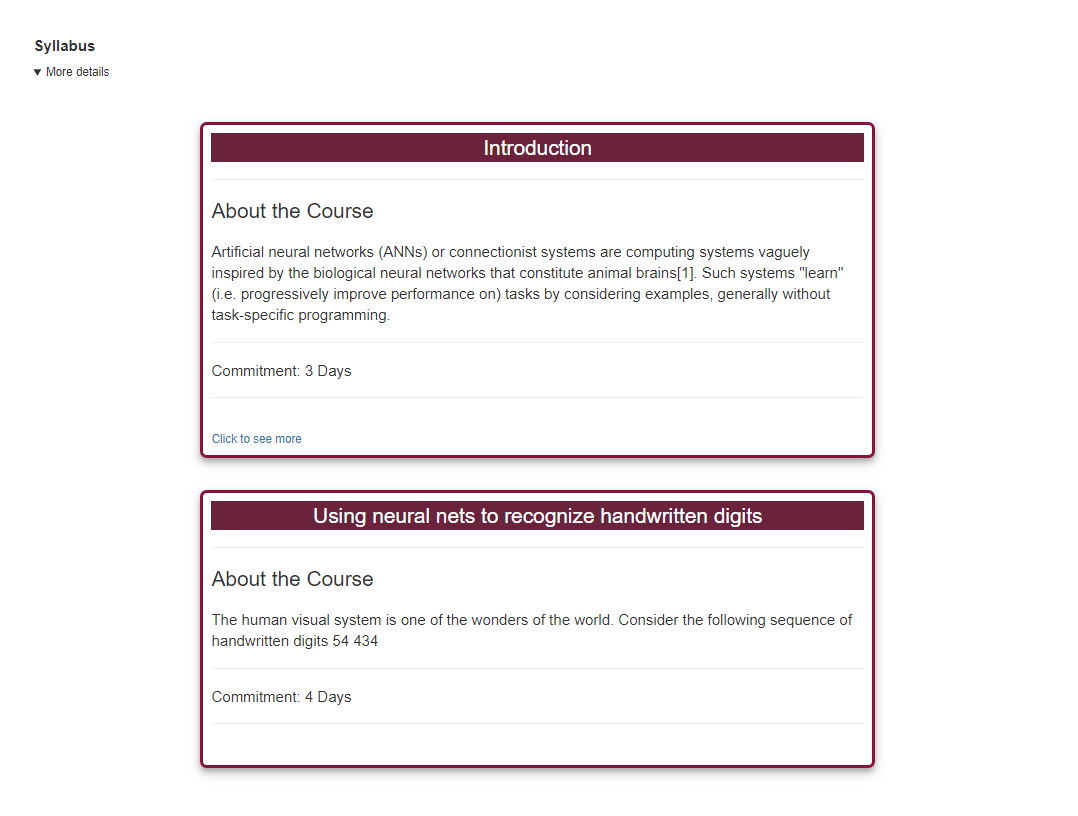 Syllabus
▼ More details
Introduction
About the Course
Artificial neural networks (ANNs) or connectionist systems are computing systems vaguely
inspired by the biological neural networks that constitute animal brains[1]. Such systems "learn"
(i.e. progressively improve performance on) tasks by considering examples, generally without
task-specific programming.
Commitment: 3 Days
Click to see more
Using neural nets to recognize handwritten digits
About the Course
The human visual system is one of the wonders of the world. Consider the following sequence of
handwritten digits 54 434
Commitment: 4 Days